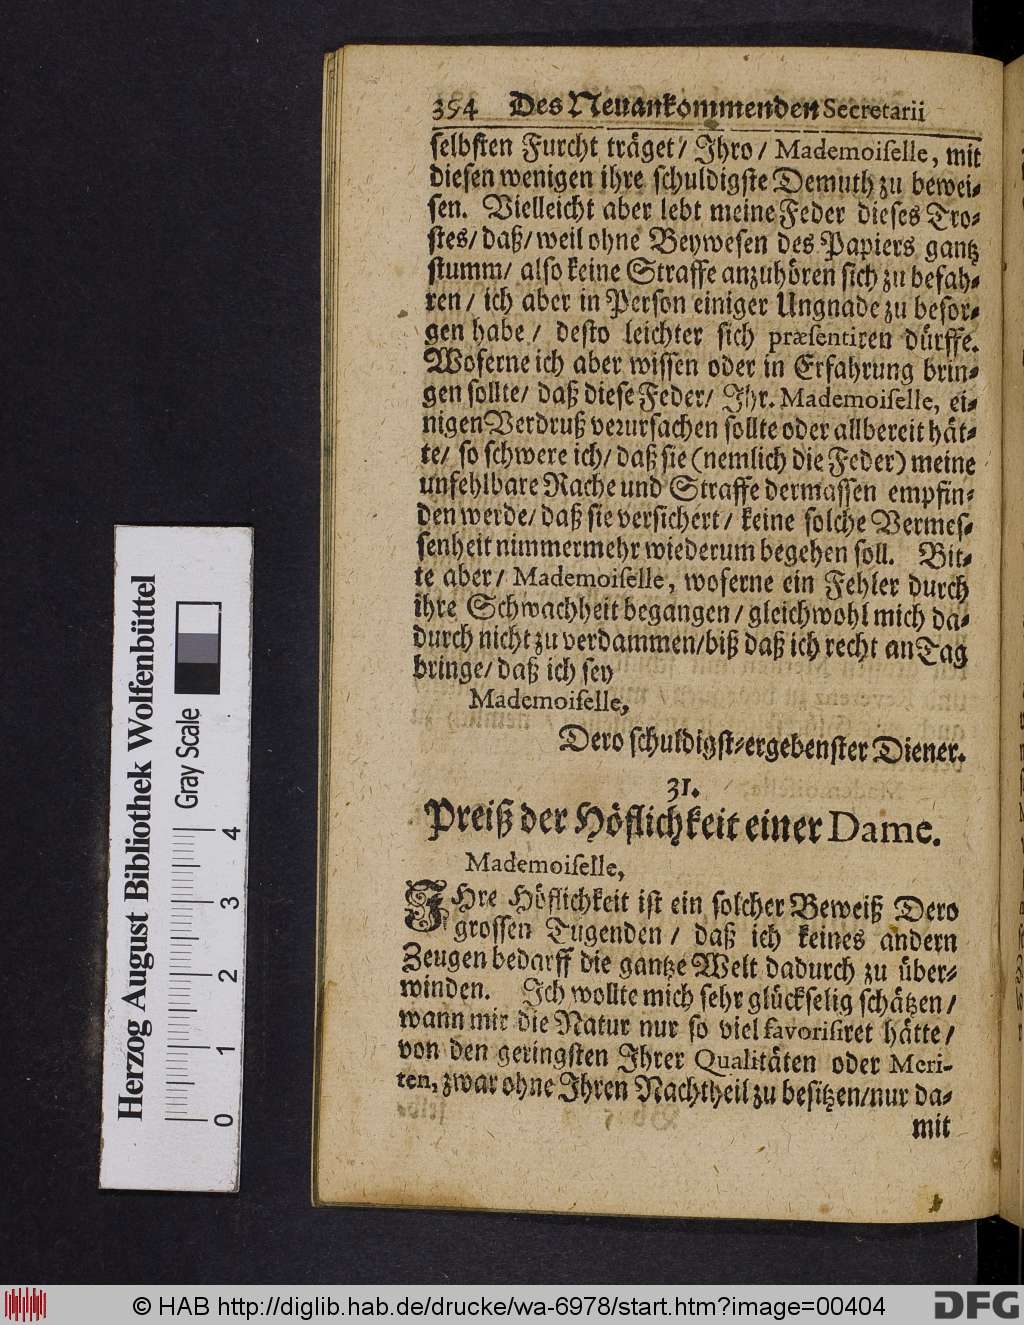 394 Des Neuankommenden Secretarii
selbsten Furcht träget/ Ihro/ Mademoiselle, mit
diesen wenigen ihre schuldigste Demuth zu bewei-
sen. Vielleicht aber lebt meine Feder dieses Tro-
stes/ daß/ weil ohne Beywesen des Papiers gantz
stumm/ also keine Straffe anzuhören sich zu befah-
ren/ ich aber in Person einiger Ungnade zu besor-
gen habe/ desto leichter sich præsentiren dürffe.
Woferne ich aber wissen oder in Erfahrung brin-
gen sollte/ daß diese Feder/ Ihr. Mademoiselle, ei-
nigen Verdruß verursachen sollte oder allbereit hät-
te/ so schwere ich/ daß sie (nemlich die Feder) meine
unfehlbare Rache und Straffe dermassen empfin-
den werde/ daß sie versichert/ keine solche Vermes-
senheit nimmermehr wiederum begehen soll. Bit-
te aber/ Mademoiselle, woferne ein Fehler durch
ihre Schwachheit begangen/ gleichwohl mich da-
durch nicht zu verdammen/ biß daß ich recht an Tag
bringe/ daß ich sey
Mademoiselle,
Dero schuldigst-ergebenster Diener.
31.
Preiß der Höflichkeit einer Dame.
Mademoiselle,
IHre Höflichkeit ist ein solcher Beweiß Dero
grossen Tugenden/ daß ich keines andern
Zeugen bedarff die gantze Welt dadurch zu über-
winden. Ich wollte mich sehr glückselig schätzen/
wann mir die Natur nur so viel favorisiret hätte/
von den geringsten Ihrer Qualitäten oder Meri-
ten, zwar ohne Ihren Nachtheil zu besitzen/ nur da-
mit
Herzog August Bibliothek Wolfenbüttel
Gray Scale
0 1 2 3 4
© HAB http://diglib.hab.de/drucke/wa-6978/start.htm?image=00404
DFG